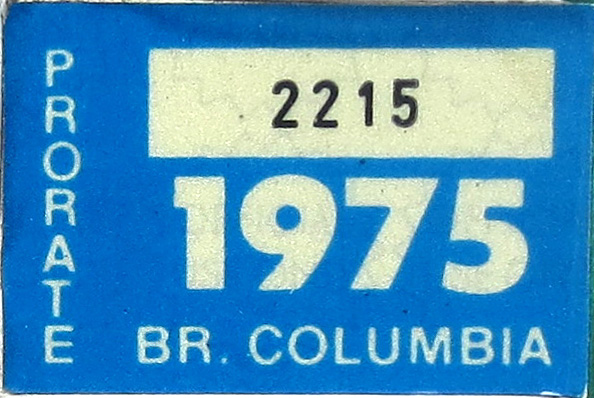 PRORATE
2215
1975
BR. COLUMBIA